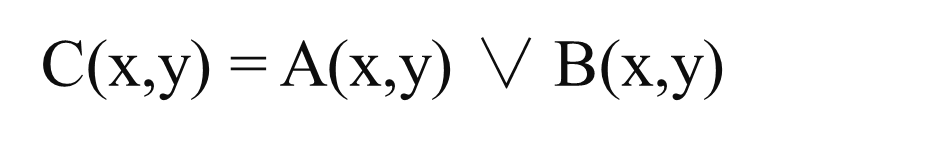 C(x,y) = A(x,y) ∨ B(x,y)